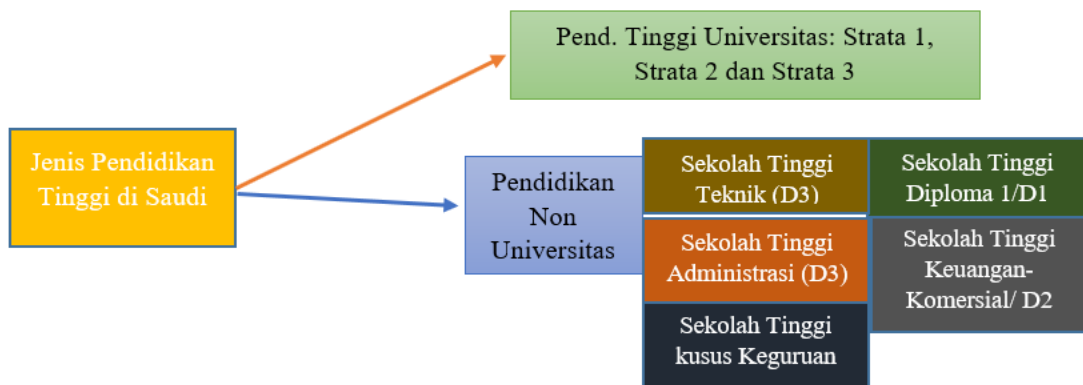 Pend. Tinggi Universitas: Strata 1,
Strata 2 dan Strata 3
Jenis Pendidikan
Tinggi di Saudi
Pendidikan
Non
Universitas
Sekolah Tinggi
Teknik (D3)
Sekolah Tinggi
Diploma 1/D1
Sekolah Tinggi
Administrasi (D3)
Sekolah Tinggi
Keuangan-
Komersial/ D2
Sekolah Tinggi
kusus Keguruan